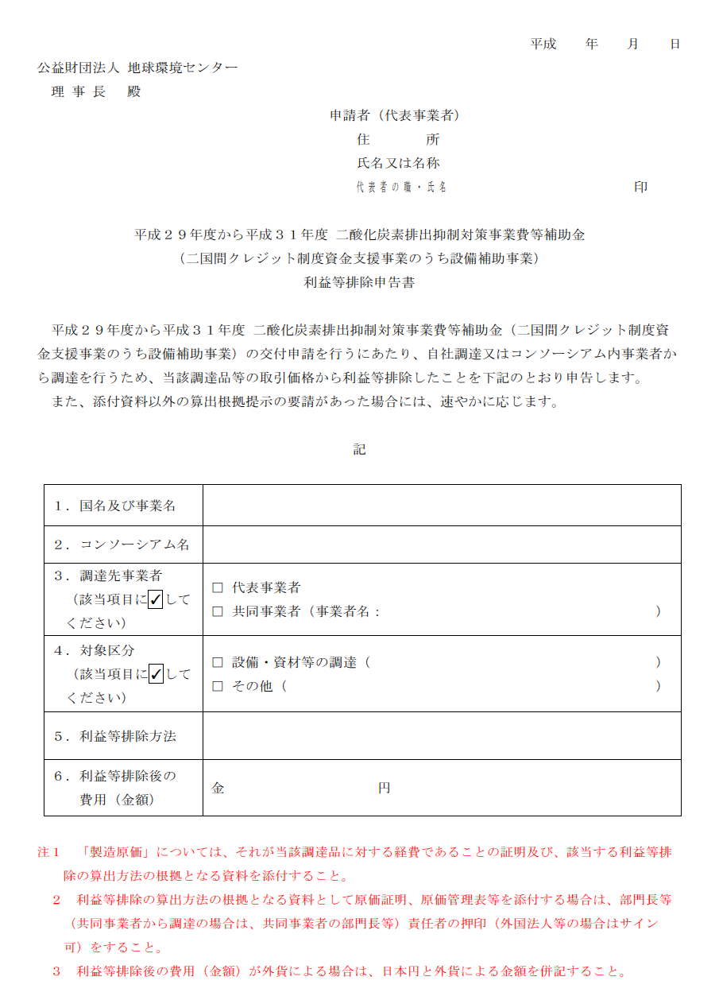 平成　　年　　月　　日
公益財団法人 地球環境センター
理 事 長　 殿
申請者（代表事業者）
住　　　　所
氏名又は名称
代表者の職・氏名　　　　　　　　　　　　　　印
平成２９年度から平成３１年度 二酸化炭素排出抑制対策事業費等補助金
（二国間クレジット制度資金支援事業のうち設備補助事業）
利益等排除申告書
平成２９年度から平成３１年度 二酸化炭素排出抑制対策事業費等補助金（二国間クレジット制度資
金支援事業のうち設備補助事業）の交付申請を行うにあたり、自社調達又はコンソーシアム内事業者か
ら調達を行うため、当該調達品等の取引価格から利益等排除したことを下記のとおり申告します。
また、添付資料以外の算出根拠提示の要請があった場合には、速やかに応じます。
記
１．国名及び事業名
２．コンソーシアム名
３．調達先事業者
（該当項目に✓して
ください）
□ 代表事業者
□ 共同事業者（事業者名：　　　　　　　　　　　　　　　　　　　　）
４．対象区分
（該当項目に✓して
ください）
□ 設備・資材等の調達（　　　　　　　　　　　　　　　　　　　　　）
□ その他（　　　　　　　　　　　　　　　　　　　　　　　　　　　）
５．利益等排除方法
６．利益等排除後の
費用（金額）
金　　　　　　　　　　　円
注１　「製造原価」については、それが当該調達品に対する経費であることの証明及び、該当する利益等排
除の算出方法の根拠となる資料を添付すること。
２　利益等排除の算出方法の根拠となる資料として原価証明、原価管理表等を添付する場合は、部門長等
（共同事業者から調達の場合は、共同事業者の部門長等）責任者の押印（外国法人等の場合はサイン
可）をすること。
３　利益等排除後の費用（金額）が外貨による場合は、日本円と外貨による金額を併記すること。